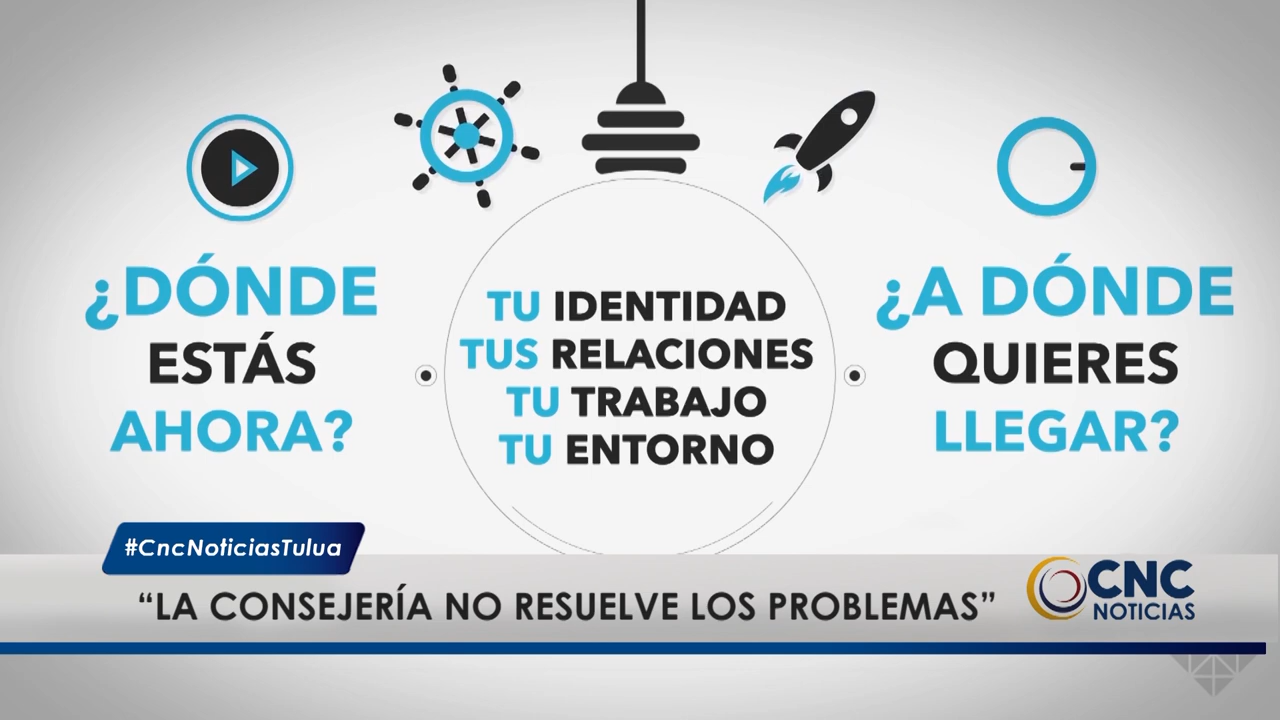 ¿DÓNDE
ESTÁS
AHORA?
TU IDENTIDAD
TUS RELACIONES
TU TRABAJO
TU ENTORNO
¿A DÓNDE
QUIERES
LLEGAR?
#CncNoticiasTulua
“LA CONSEJERÍA NO RESUELVE LOS PROBLEMAS”
CNC
NOTICIAS